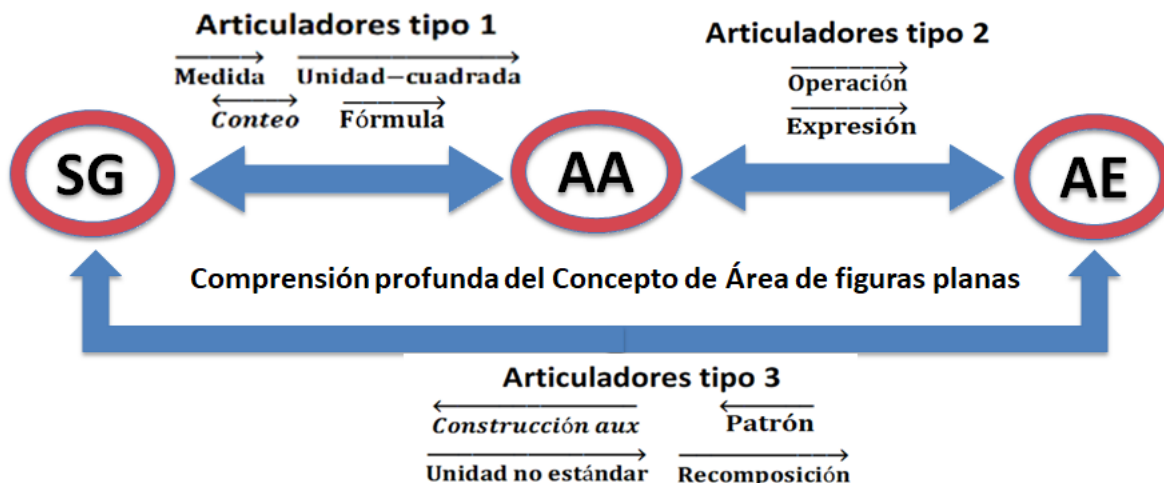 Articuladores tipo 1
Medida Unidad−cuadrada
Conteo Fórmula
Articuladores tipo 2
Operación
Expresión
SG
AA
AE
Comprensión profunda del Concepto de Área de figuras planas
Articuladores tipo 3
Construcción aux Patrón
Unidad no estándar Recomposición